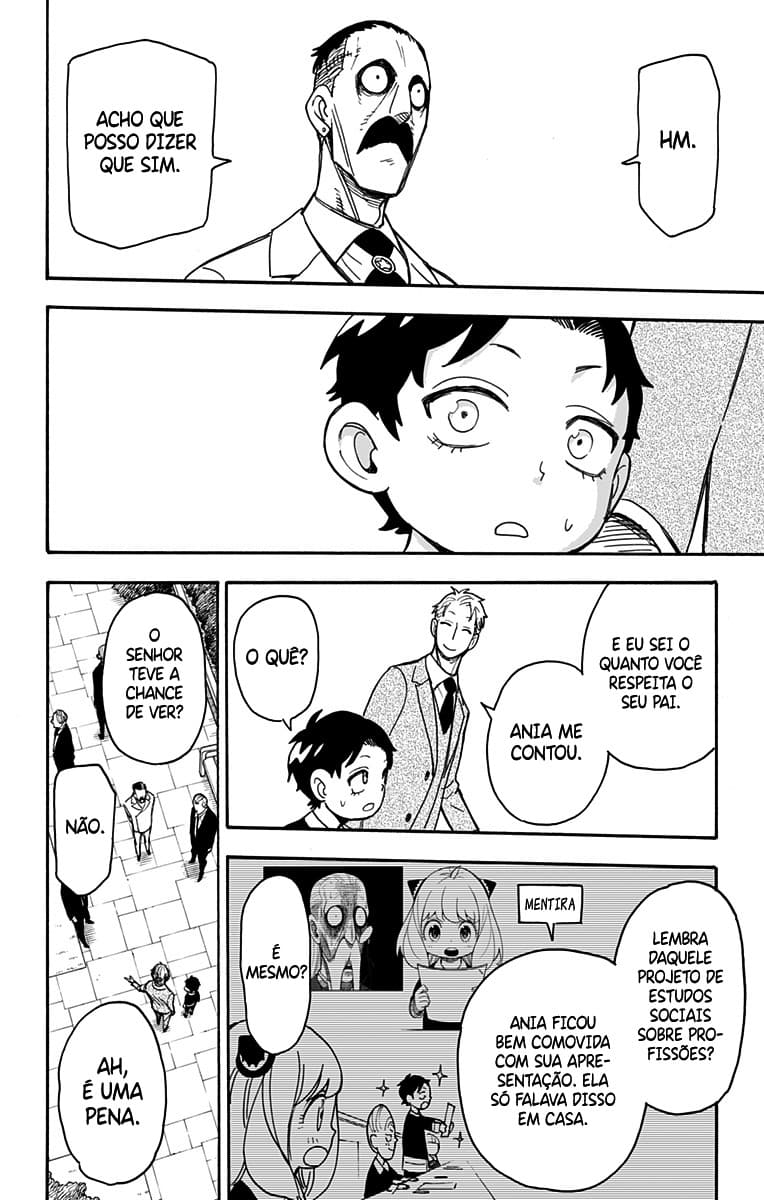 HM.
ACHO QUE
POSSO DIZER
QUE SIM.
E EU SEI O
QUANTO VOCÊ
RESPEITA O
SEU PAI.
ANIA ME
CONTOU.
O QUÊ?
LEMBRA
DAQUELE
PROJETO DE
ESTUDOS
SOCIAIS
SOBRE PRO-
FISSÕES?
MENTIRA
ANIA FICOU
BEM COMOVIDA
COM SUA APRE-
SENTAÇÃO. ELA
SÓ FALAVA DISSO
EM CASA.
É
MESMO?
O
SENHOR
TEVE A
CHANCE
DE VER?
NÃO.
AH,
É UMA
PENA.